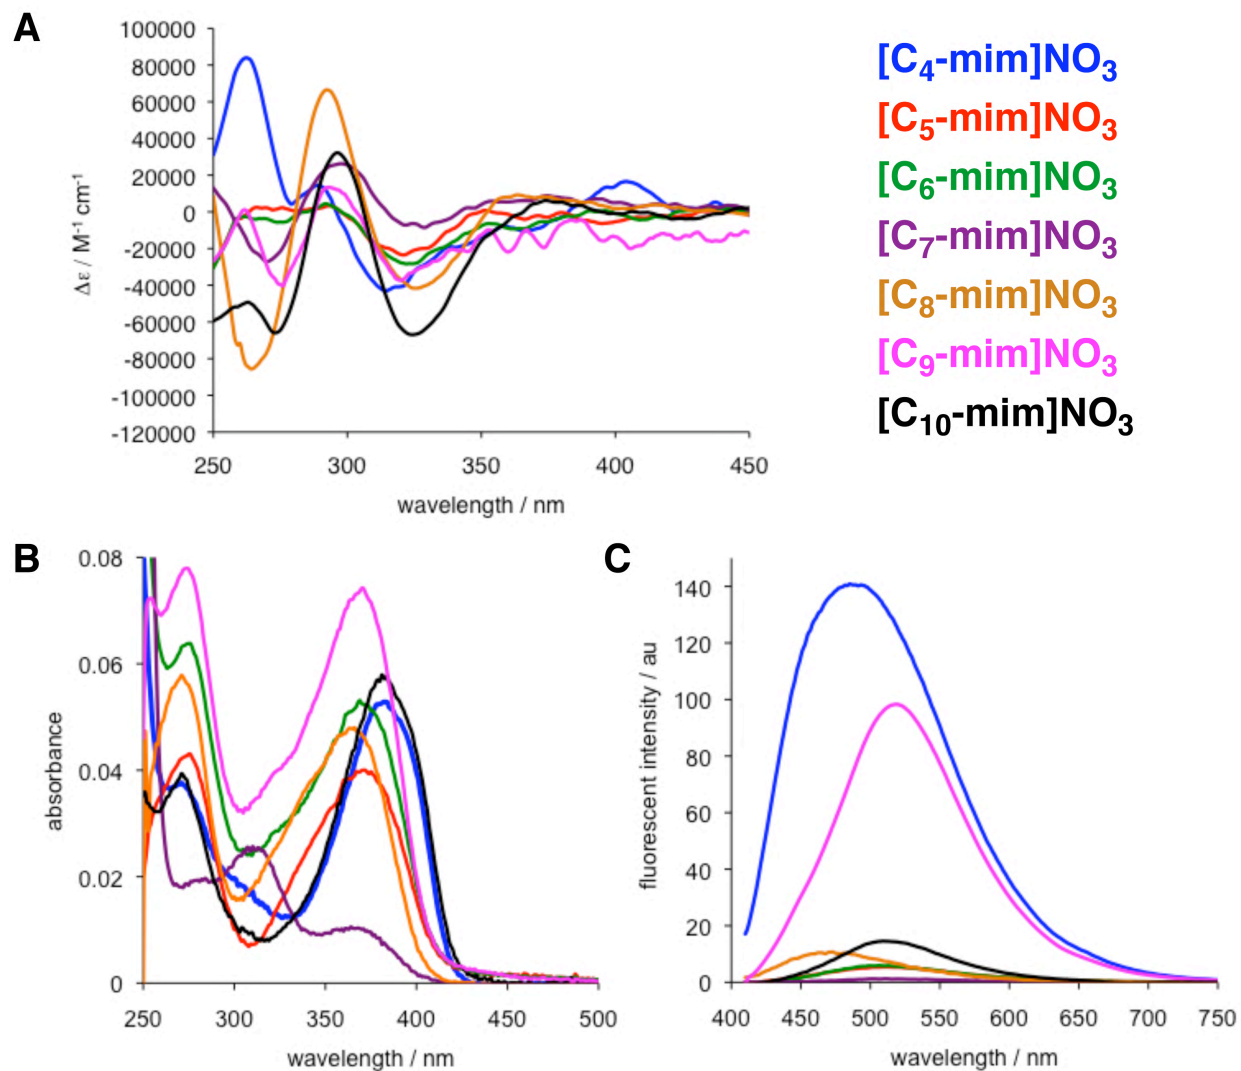 A
100000
80000
60000
40000
20000
0
-20000
-40000
-60000
-80000
-100000
-120000
Δε / M⁻¹ cm⁻¹
250 300 350 400 450
wavelength / nm
[C₄-mim]NO₃
[C₅-mim]NO₃
[C₆-mim]NO₃
[C₇-mim]NO₃
[C₈-mim]NO₃
[C₉-mim]NO₃
[C₁₀-mim]NO₃
B
0.08
0.06
0.04
0.02
0
absorbance
250 300 350 400 450 500
wavelength / nm
C
140
120
100
80
60
40
20
0
fluorescent intensity / au
400 450 500 550 600 650 700 750
wavelength / nm